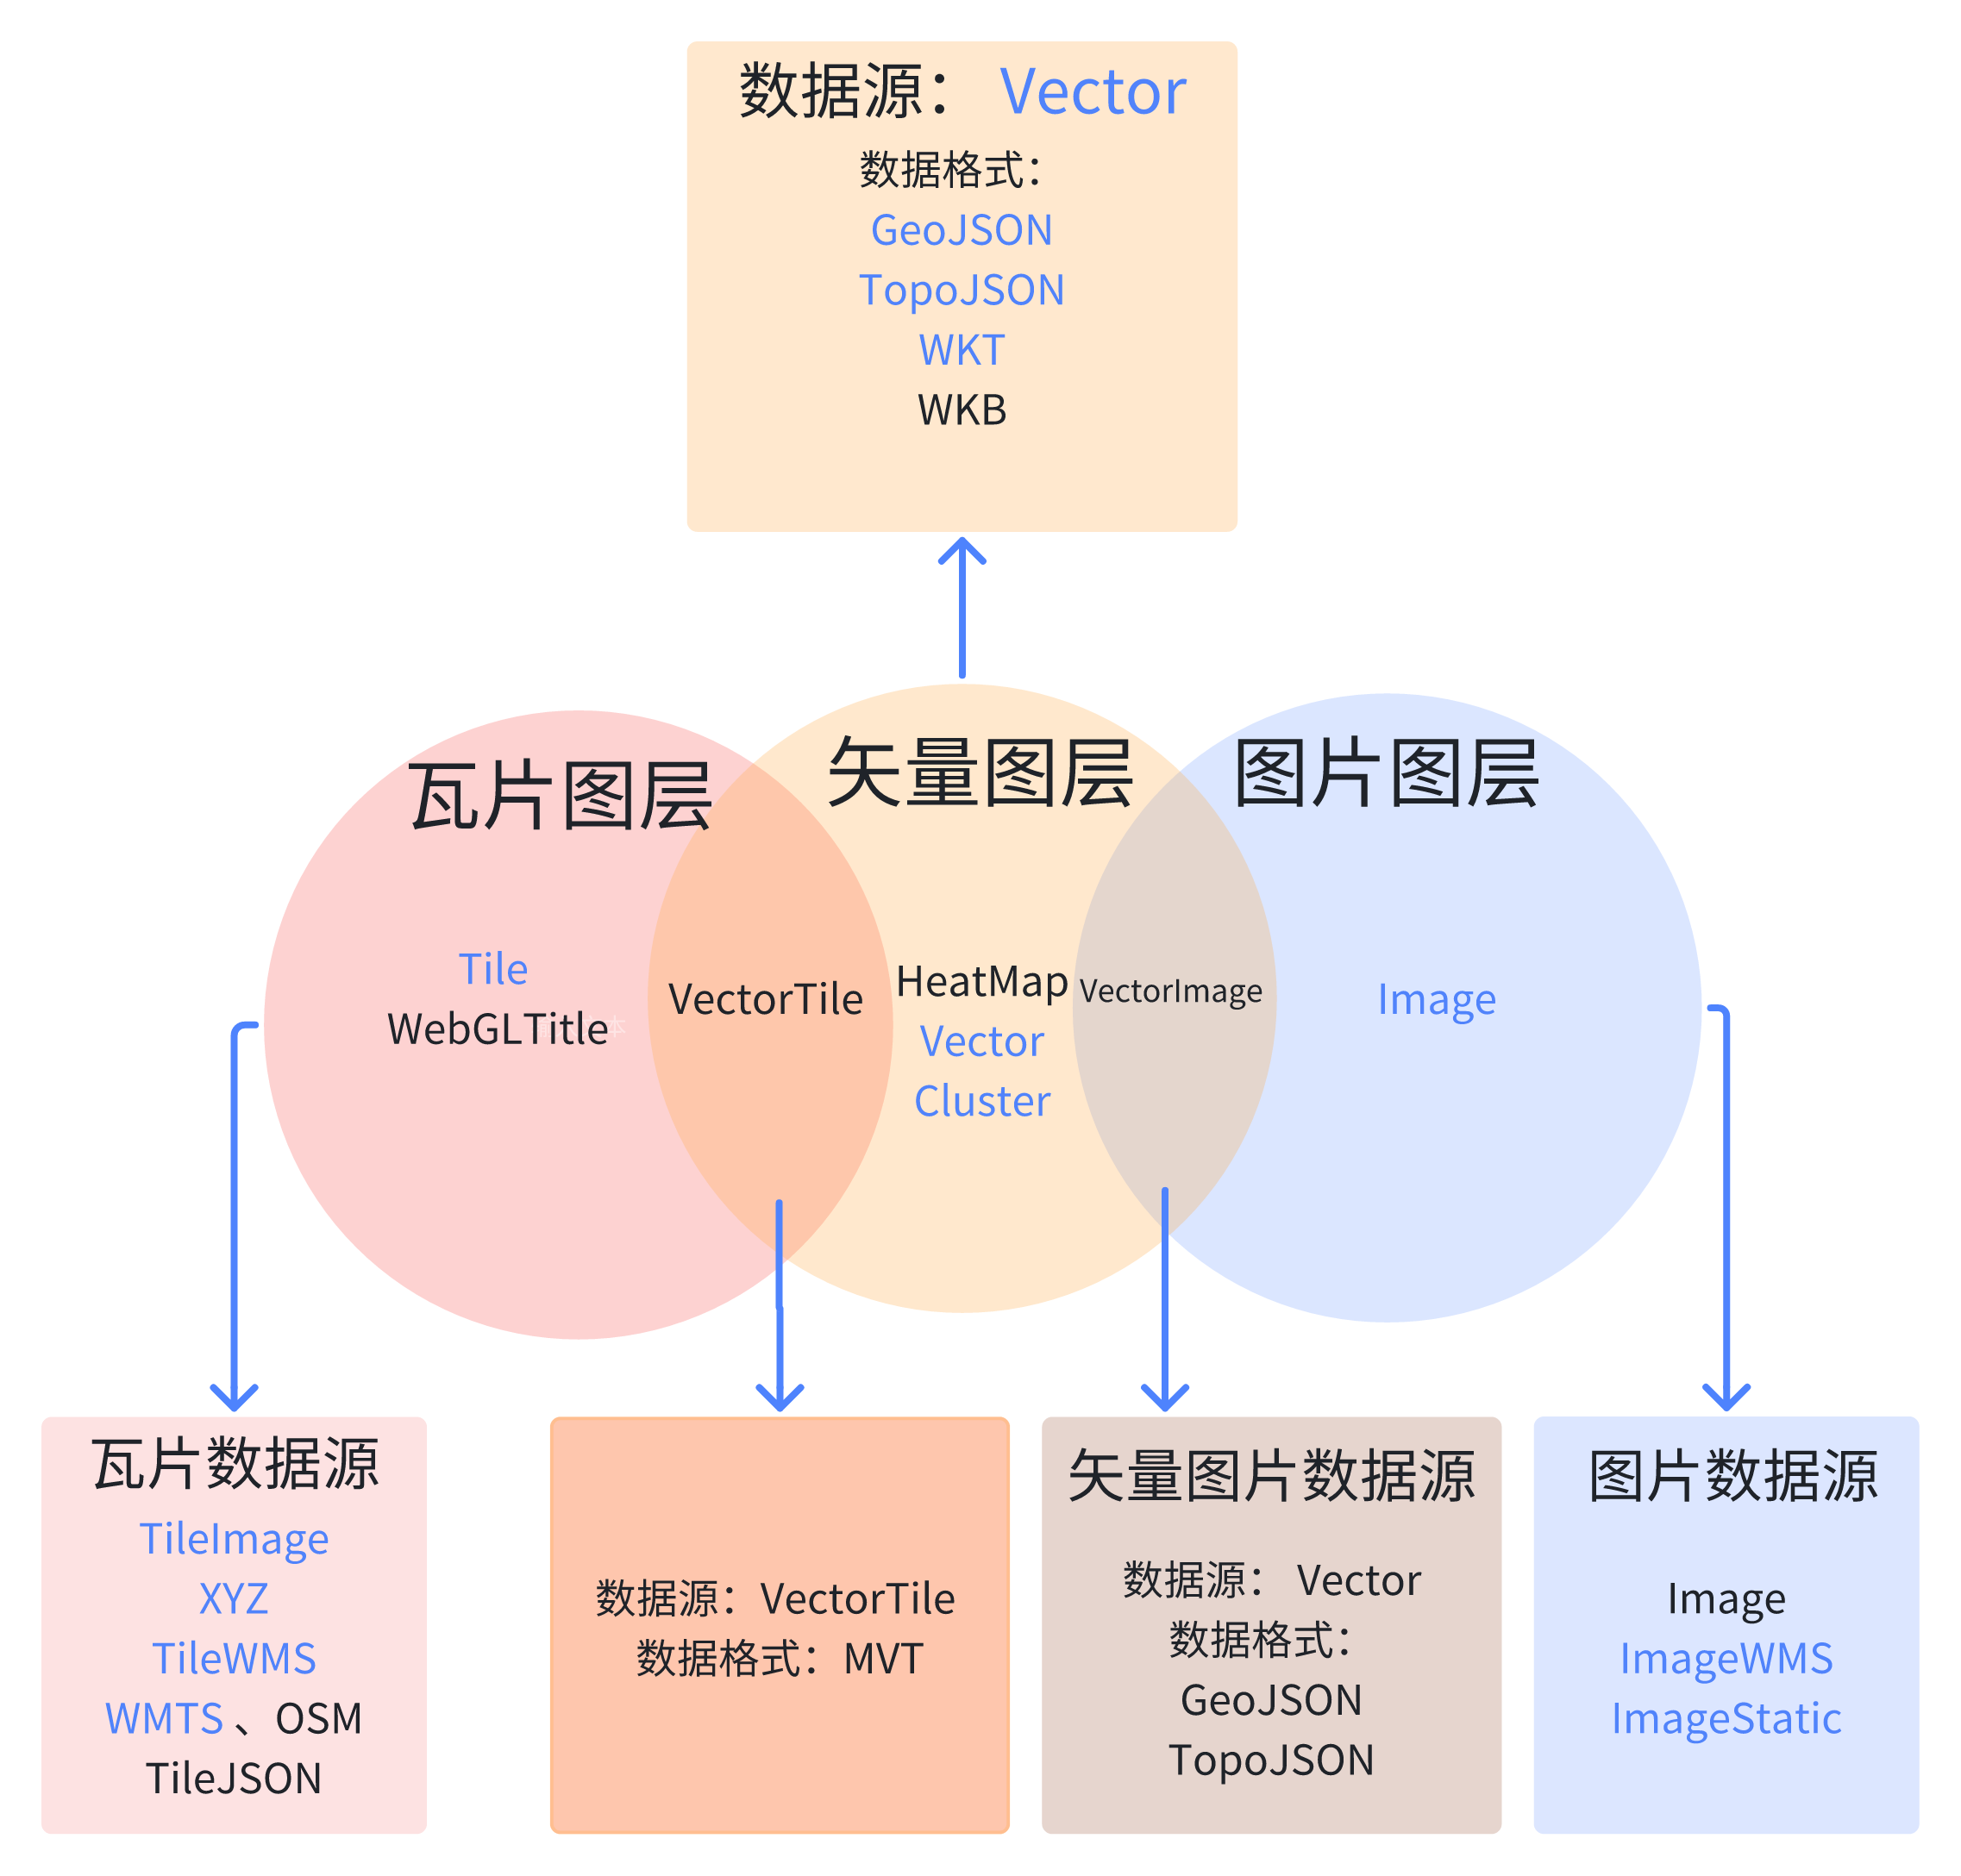 数据源： Vector
数据格式：
GeoJSON
TopoJSON
WKT
WKB
瓦片图层
矢量图层
图片图层
Tile
WebGLTitle
VectorTile
HeatMap
Vector
Cluster
VectorImage
Image
瓦片数据源
TileImage
XYZ
TileWMS
WMTS 、OSM
TileJSON
数据源：VectorTile
数据格式：MVT
矢量图片数据源
数据源： Vector
数据格式：
GeoJSON
TopoJSON
图片数据源
Image
ImageWMS
ImageStatic